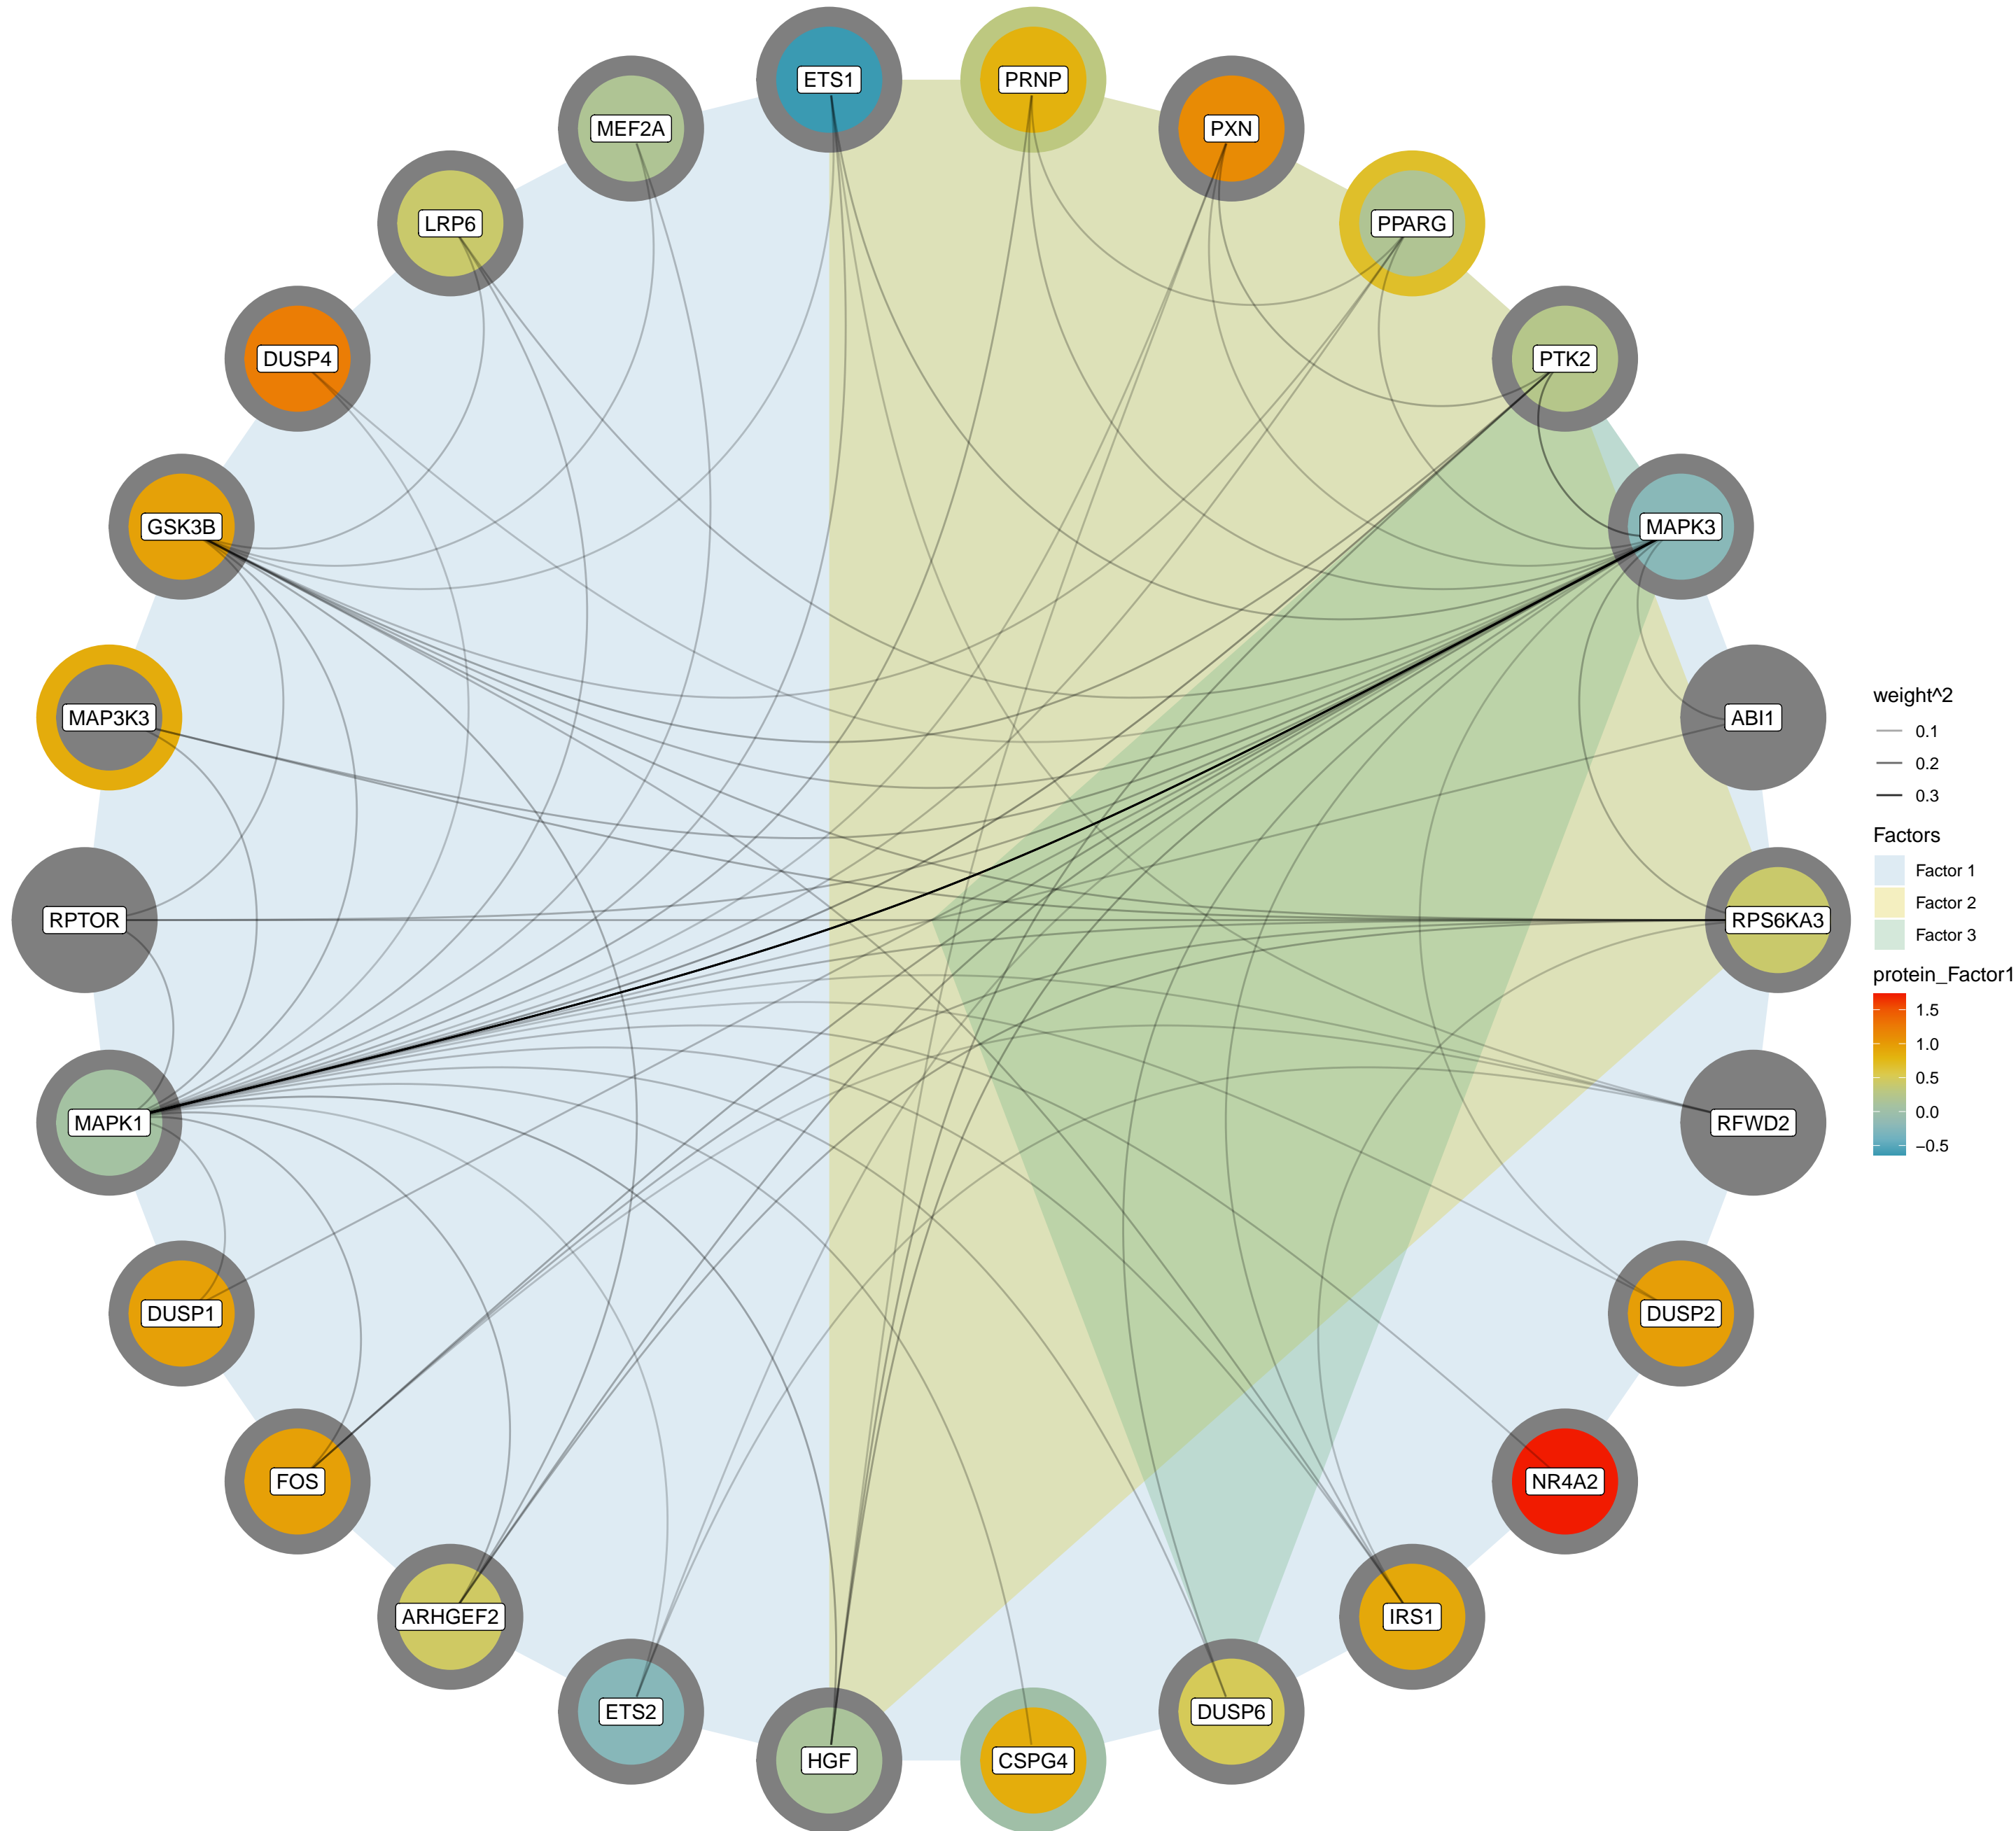 ETS1
PRNP
MEF2A
PXN
LRP6
PPARG
DUSP4
PTK2
GSK3B
MAPK3
MAP3K3
ABI1
RPTOR
RPS6KA3
MAPK1
RFWD2
DUSP1
DUSP2
FOS
NR4A2
ARHGEF2
IRS1
ETS2
DUSP6
HGF
CSPG4
weight^2
0.1
0.2
0.3
Factors
Factor 1
Factor 2
Factor 3
protein_Factor1
1.5
1.0
0.5
0.0
−0.5